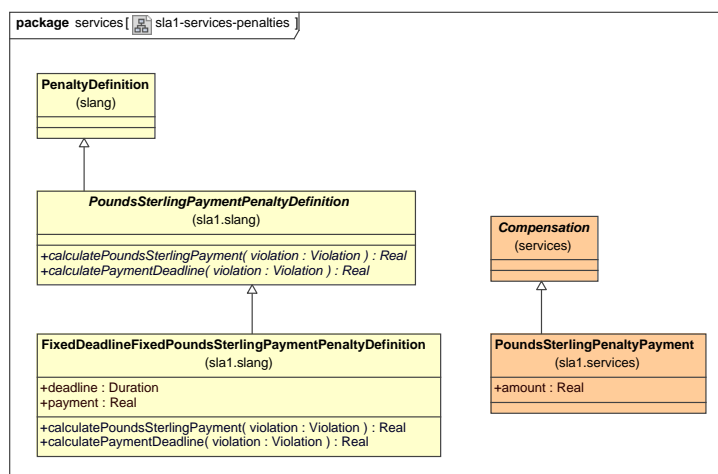 package services[ sla1-services-penalties ]
PenaltyDefinition
(slang)
PoundsSterlingPaymentPenaltyDefinition
(sla1.slang)
+calculatePoundsSterlingPayment( violation : Violation ) : Real
+calculatePaymentDeadline( violation : Violation ) : Real
Compensation
(services)
FixedDeadlineFixedPoundsSterlingPaymentPenaltyDefinition
(sla1.slang)
+deadline : Duration
+payment : Real
+calculatePoundsSterlingPayment( violation : Violation ) : Real
+calculatePaymentDeadline( violation : Violation ) : Real
PoundsSterlingPenaltyPayment
(sla1.services)
+amount : Real